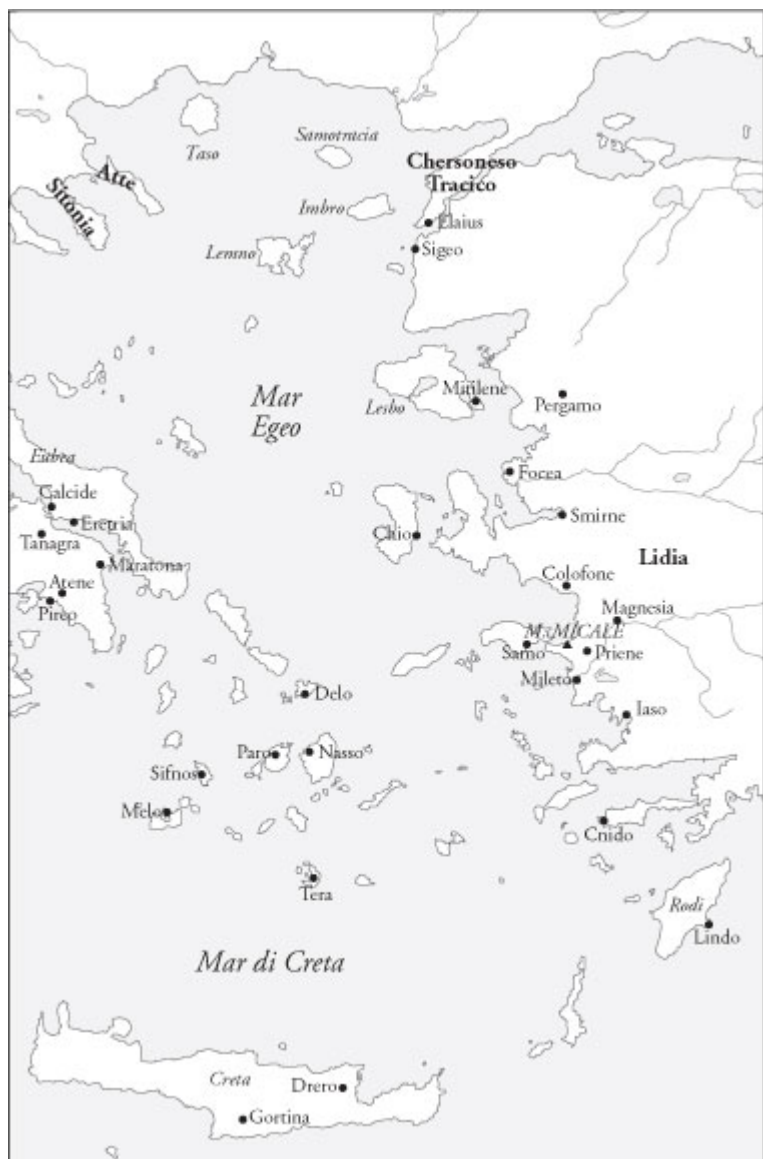 Taso
Samotracia
Chersoneso
Tracico
Atte
Sitonia
Imbro
Elaius
Lemno
Sigeo
Mar
Egeo
Lesbo
Mitilene
Pergamo
Eubea
Focea
Calcide
Eretria
Tanagra
Chio
Smirne
Maratona
Lidia
Atene
Pireo
Colofone
Magnesia
M. MICALE
Samo
Priene
Mileto
Delo
Iaso
Paro
Nasso
Sifnos
Melo
Cnido
Tera
Rodi
Lindo
Mar di Creta
Creta
Drero
Gortina